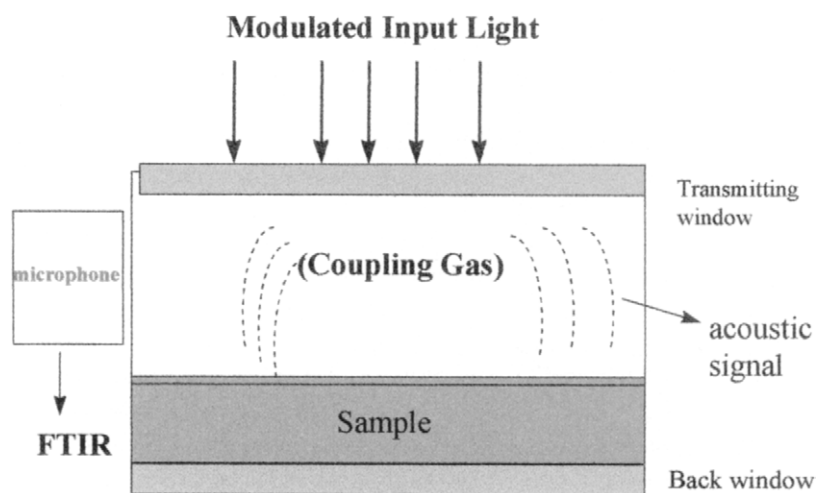 Modulated Input Light
Transmitting
window
microphone
(Coupling Gas)
acoustic
signal
Sample
FTIR
Back window